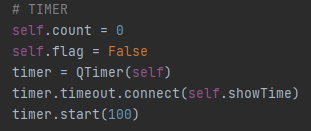 # TIMER
self.count = 0
self.flag = False
timer = QTimer(self)
timer.timeout.connect(self.showTime)
timer.start(100)